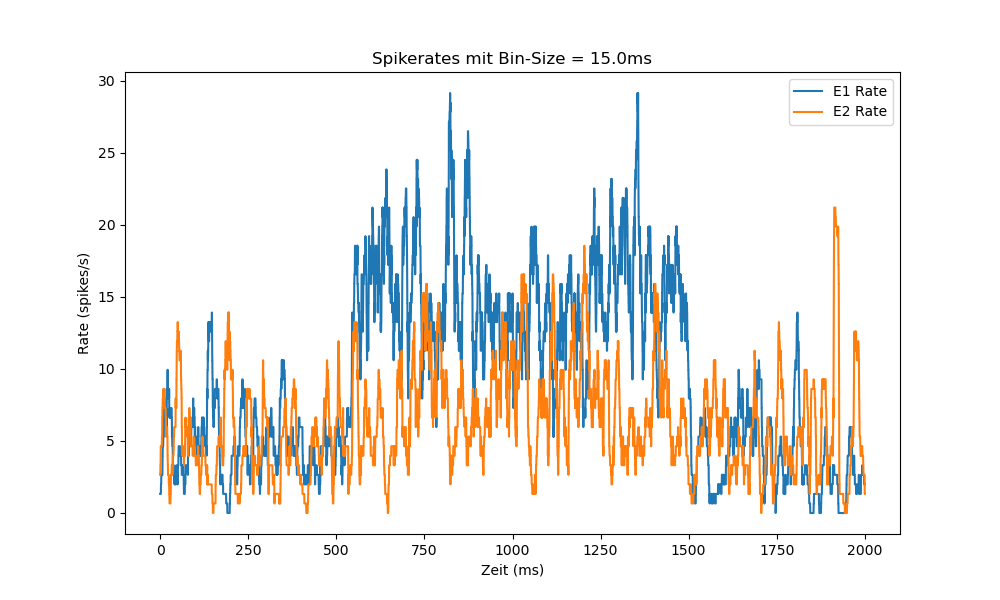 Spikerates mit Bin-Size = 15.0ms
E1 Rate
E2 Rate
Rate (spikes/s)
30
25
20
15
10
5
0
0 250 500 750 1000 1250 1500 1750 2000
Zeit (ms)